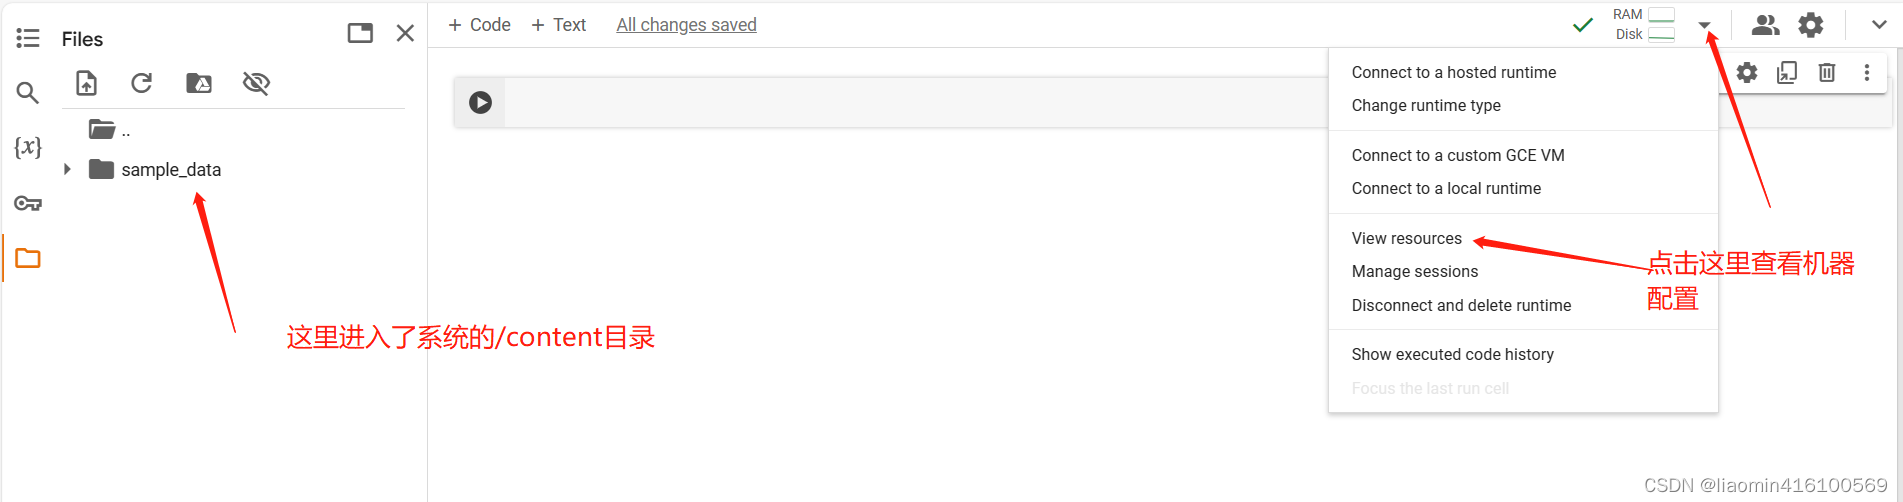 Files
..
sample_data
这里进入了系统的/content目录
+ Code + Text All changes saved
RAM
Disk
Connect to a hosted runtime
Change runtime type
Connect to a custom GCE VM
Connect to a local runtime
View resources
Manage sessions
Disconnect and delete runtime
Show executed code history
Focus the last run cell
点击这里查看机器
配置
{x}
CSDN @liaomin416100569